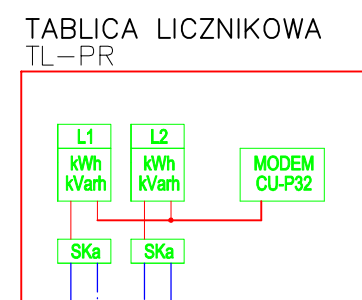 TABLICA LICZNIKOWA
TL-PR
L1
L2
kWh
kVarh
kWh
kVarh
MODEM
CU-P32
SKa
SKa